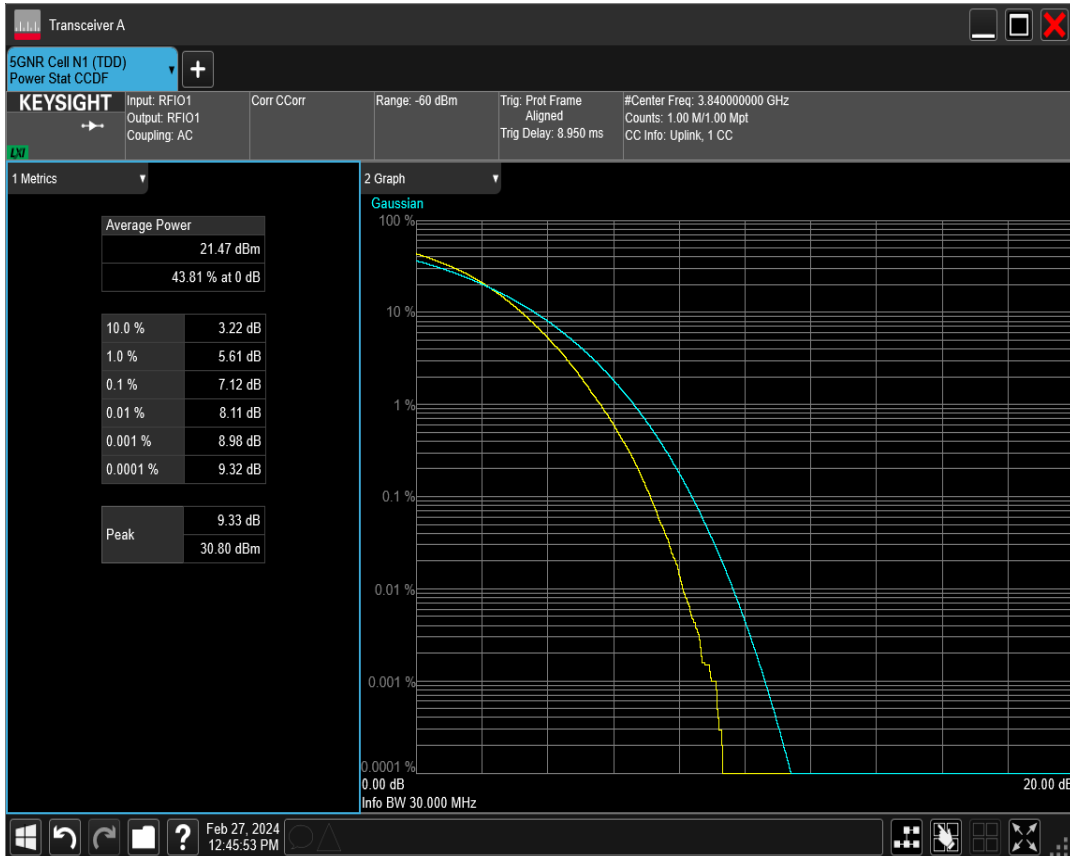 Transceiver A
5GNR Cell N1 (TDD)
Power Stat CCDF
+
KEYSIGHT
LXI
Input: RFIO1
Output: RFIO1
Coupling: AC
Corr CCorr
Range: -60 dBm
Trig: Prot Frame
Aligned
Trig Delay: 8.950 ms
#Center Freq: 3.840000000 GHz
Counts: 1.00 M/1.00 Mpt
CC Info: Uplink, 1 CC
1 Metrics
Average Power
21.47 dBm
43.81 % at 0 dB
10.0 % 3.22 dB
1.0 % 5.61 dB
0.1 % 7.12 dB
0.01 % 8.11 dB
0.001 % 8.98 dB
0.0001 % 9.32 dB
Peak
9.33 dB
30.80 dBm
2 Graph
Gaussian
100 %
10 %
1 %
0.1 %
0.01 %
0.001 %
0.0001 %
0.00 dB
20.00 dB
Info BW 30.000 MHz
?
Feb 27, 2024
12:45:53 PM